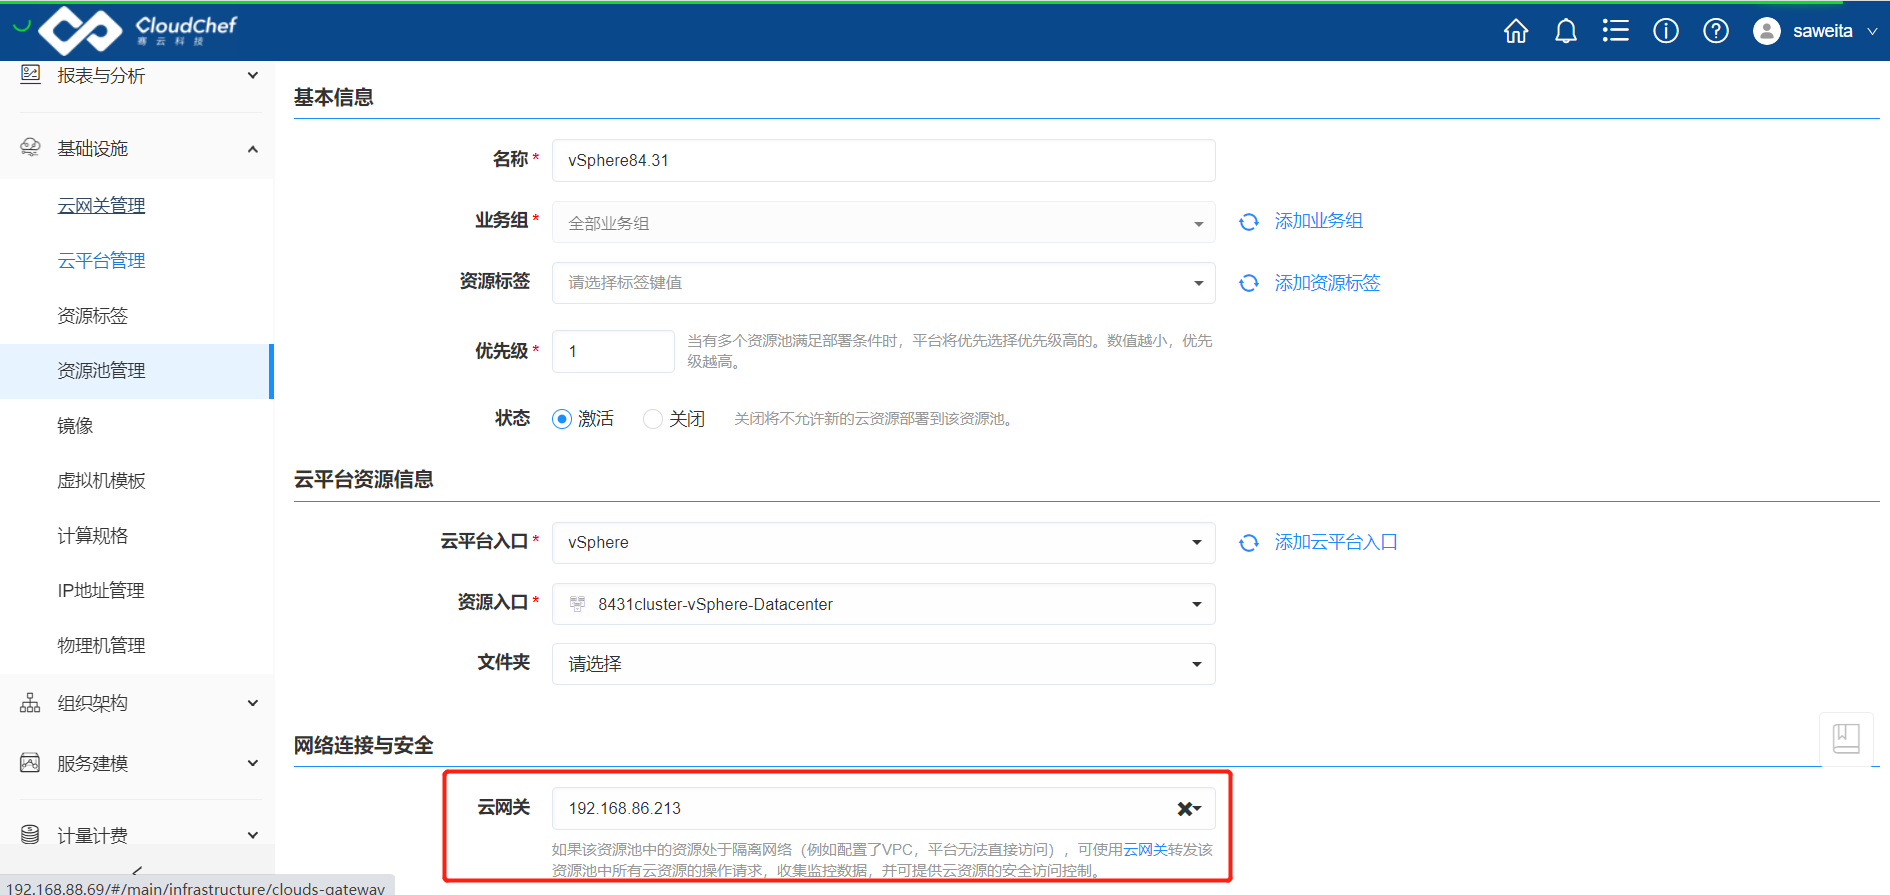 CloudChef
骞云科技
saweita
报表与分析
基础设施
云网关管理
云平台管理
资源标签
资源池管理
镜像
虚拟机模板
计算规格
IP地址管理
物理机管理
组织架构
服务建模
计量计费
基本信息
名称* vSphere84.31
业务组* 全部业务组 添加业务组
资源标签 请选择标签键值 添加资源标签
优先级* 1 当有多个资源池满足部署条件时，平台将优先选择优先级高的。数值越小，优先
级越高。
状态 激活 关闭 关闭将不允许新的云资源部署到该资源池。
云平台资源信息
云平台入口* vSphere 添加云平台入口
资源入口* 8431cluster-vSphere-Datacenter
文件夹 请选择
网络连接与安全
云网关 192.168.86.213
如果该资源池中的资源处于隔离网络（例如配置了VPC，平台无法直接访问），可使用云网关转发该
资源池中所有云资源的操作请求，收集监控数据，并可提供云资源的安全访问控制。
192.168.88.69/#/main/infrastructure/clouds-gateway